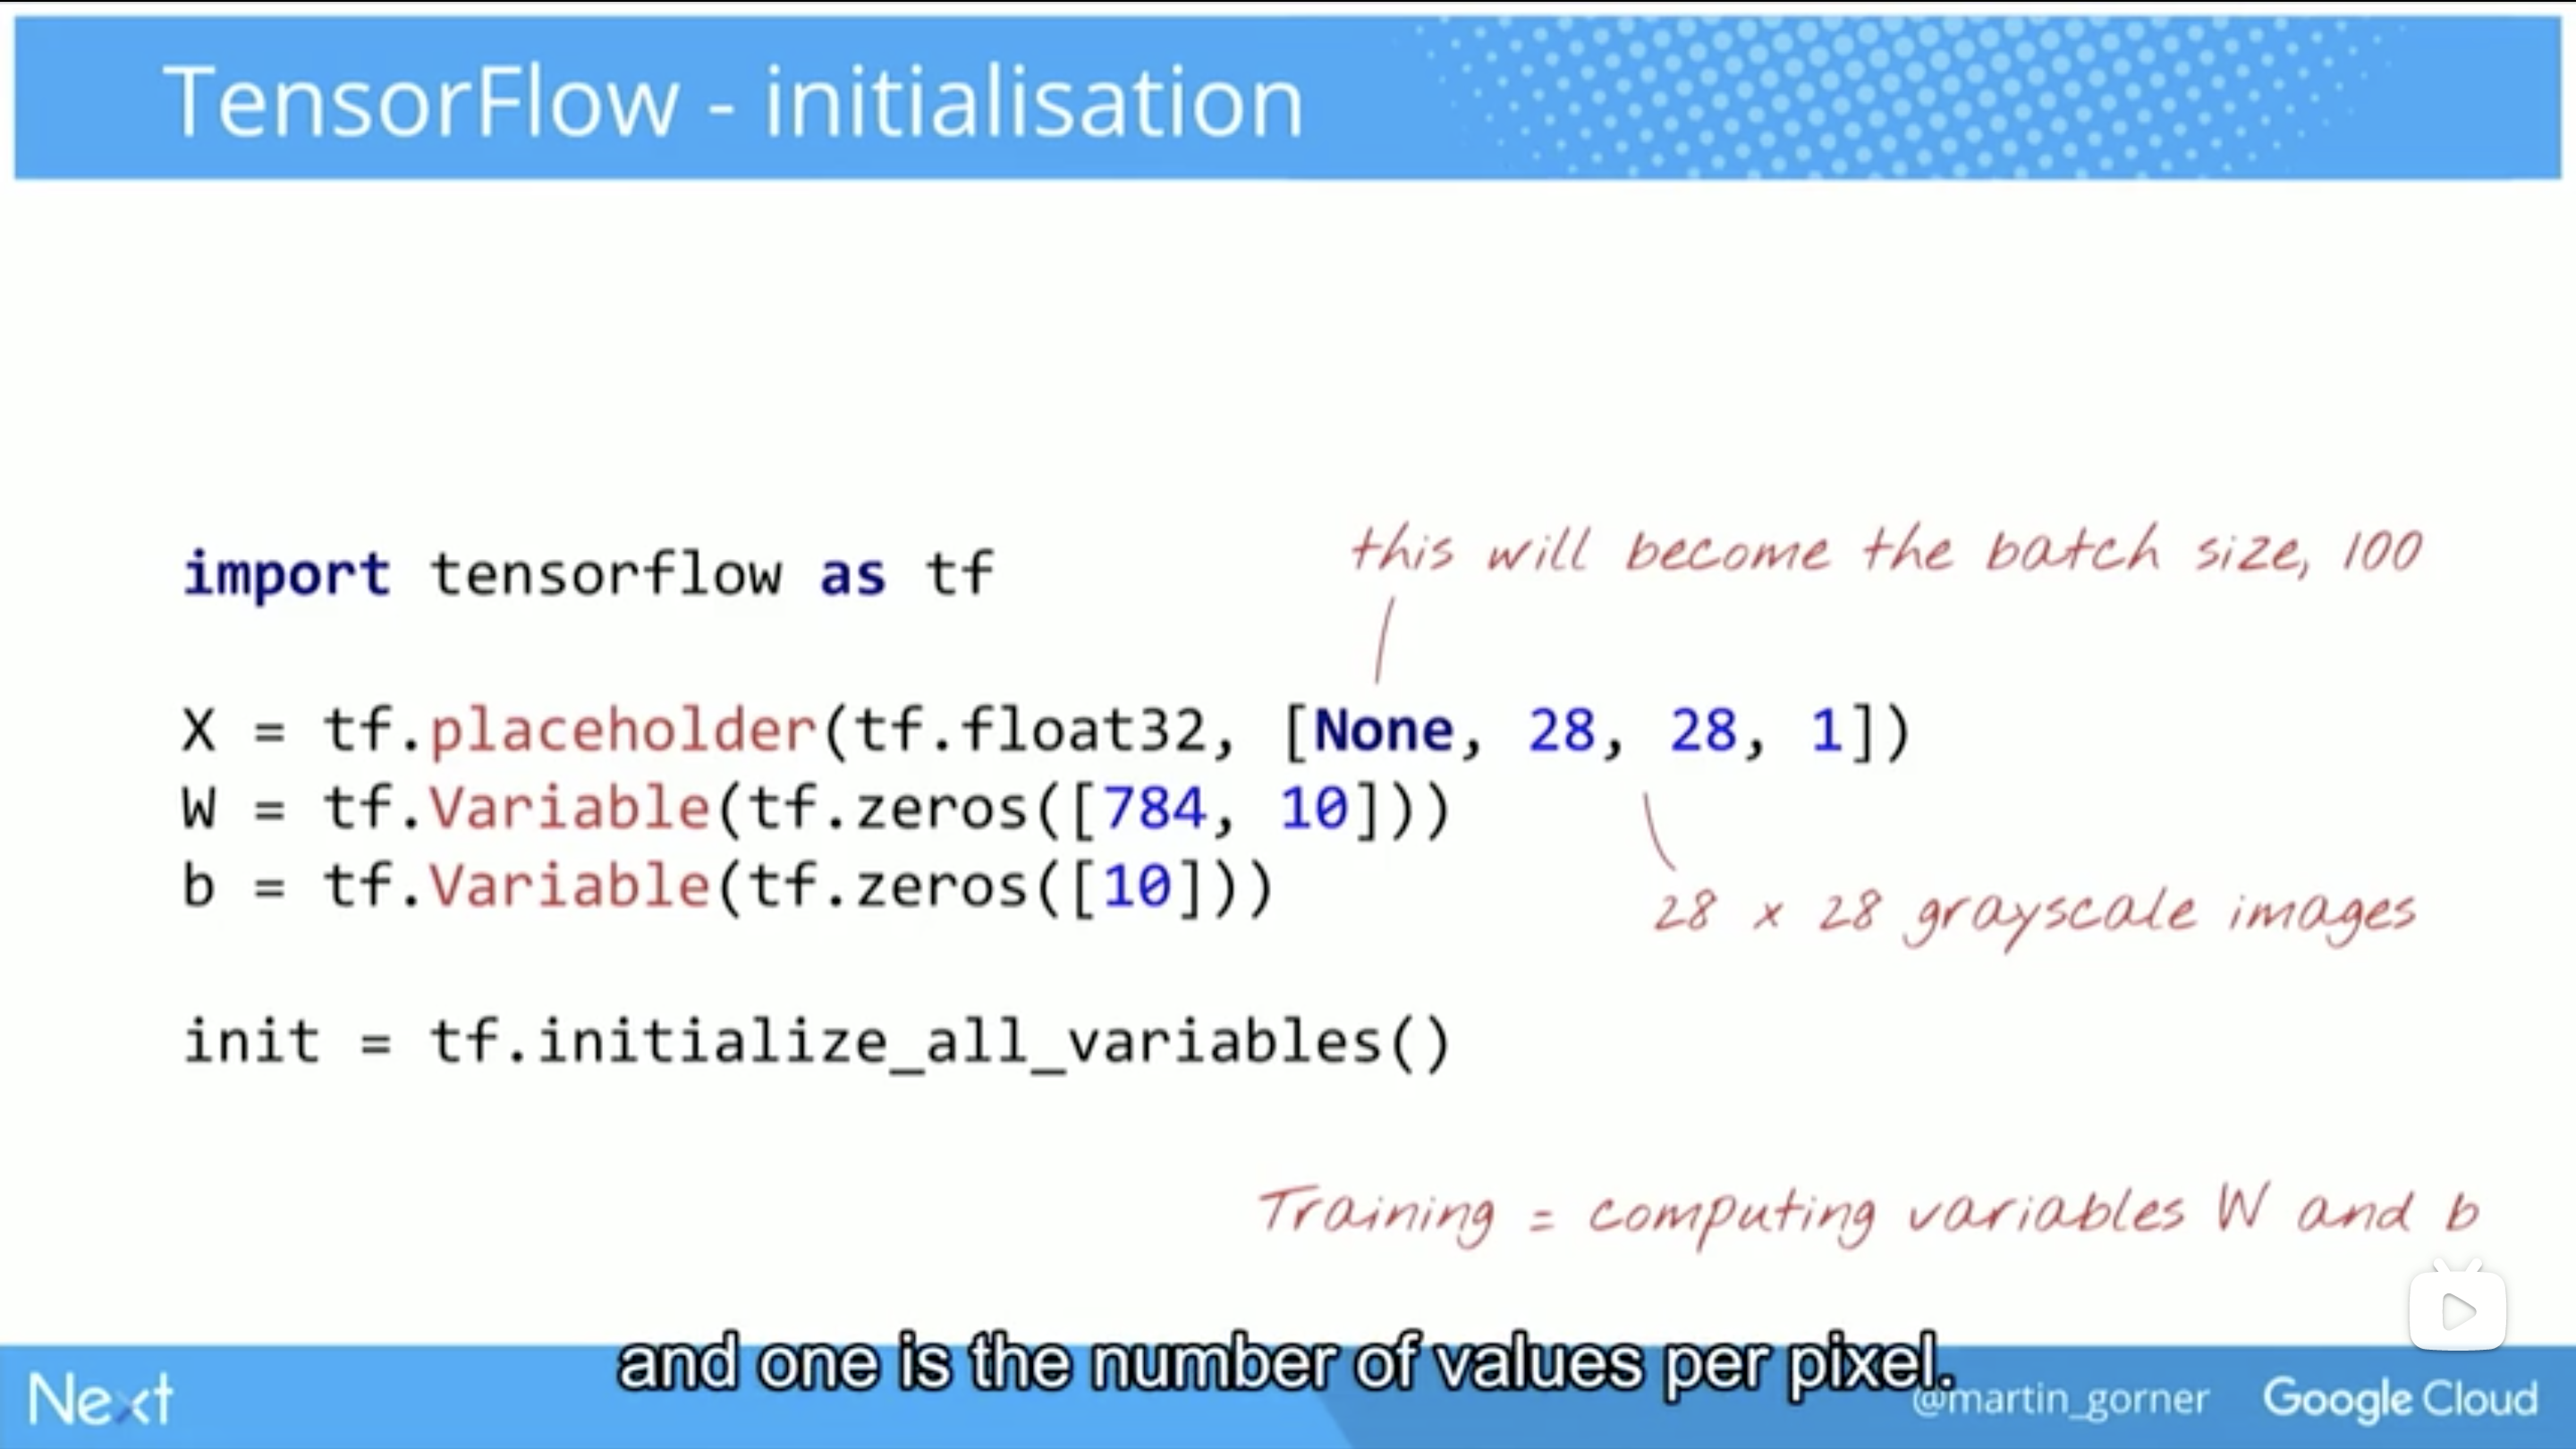 TensorFlow - initialisation
this will become the batch size, 100
import tensorflow as tf
X = tf.placeholder(tf.float32, [None, 28, 28, 1])
W = tf.Variable(tf.zeros([784, 10]))
b = tf.Variable(tf.zeros([10]))
28 x 28 grayscale images
init = tf.initialize_all_variables()
Training = computing variables W and b
and one is the number of values per pixel.
Next
@martin_gorner
Google Cloud